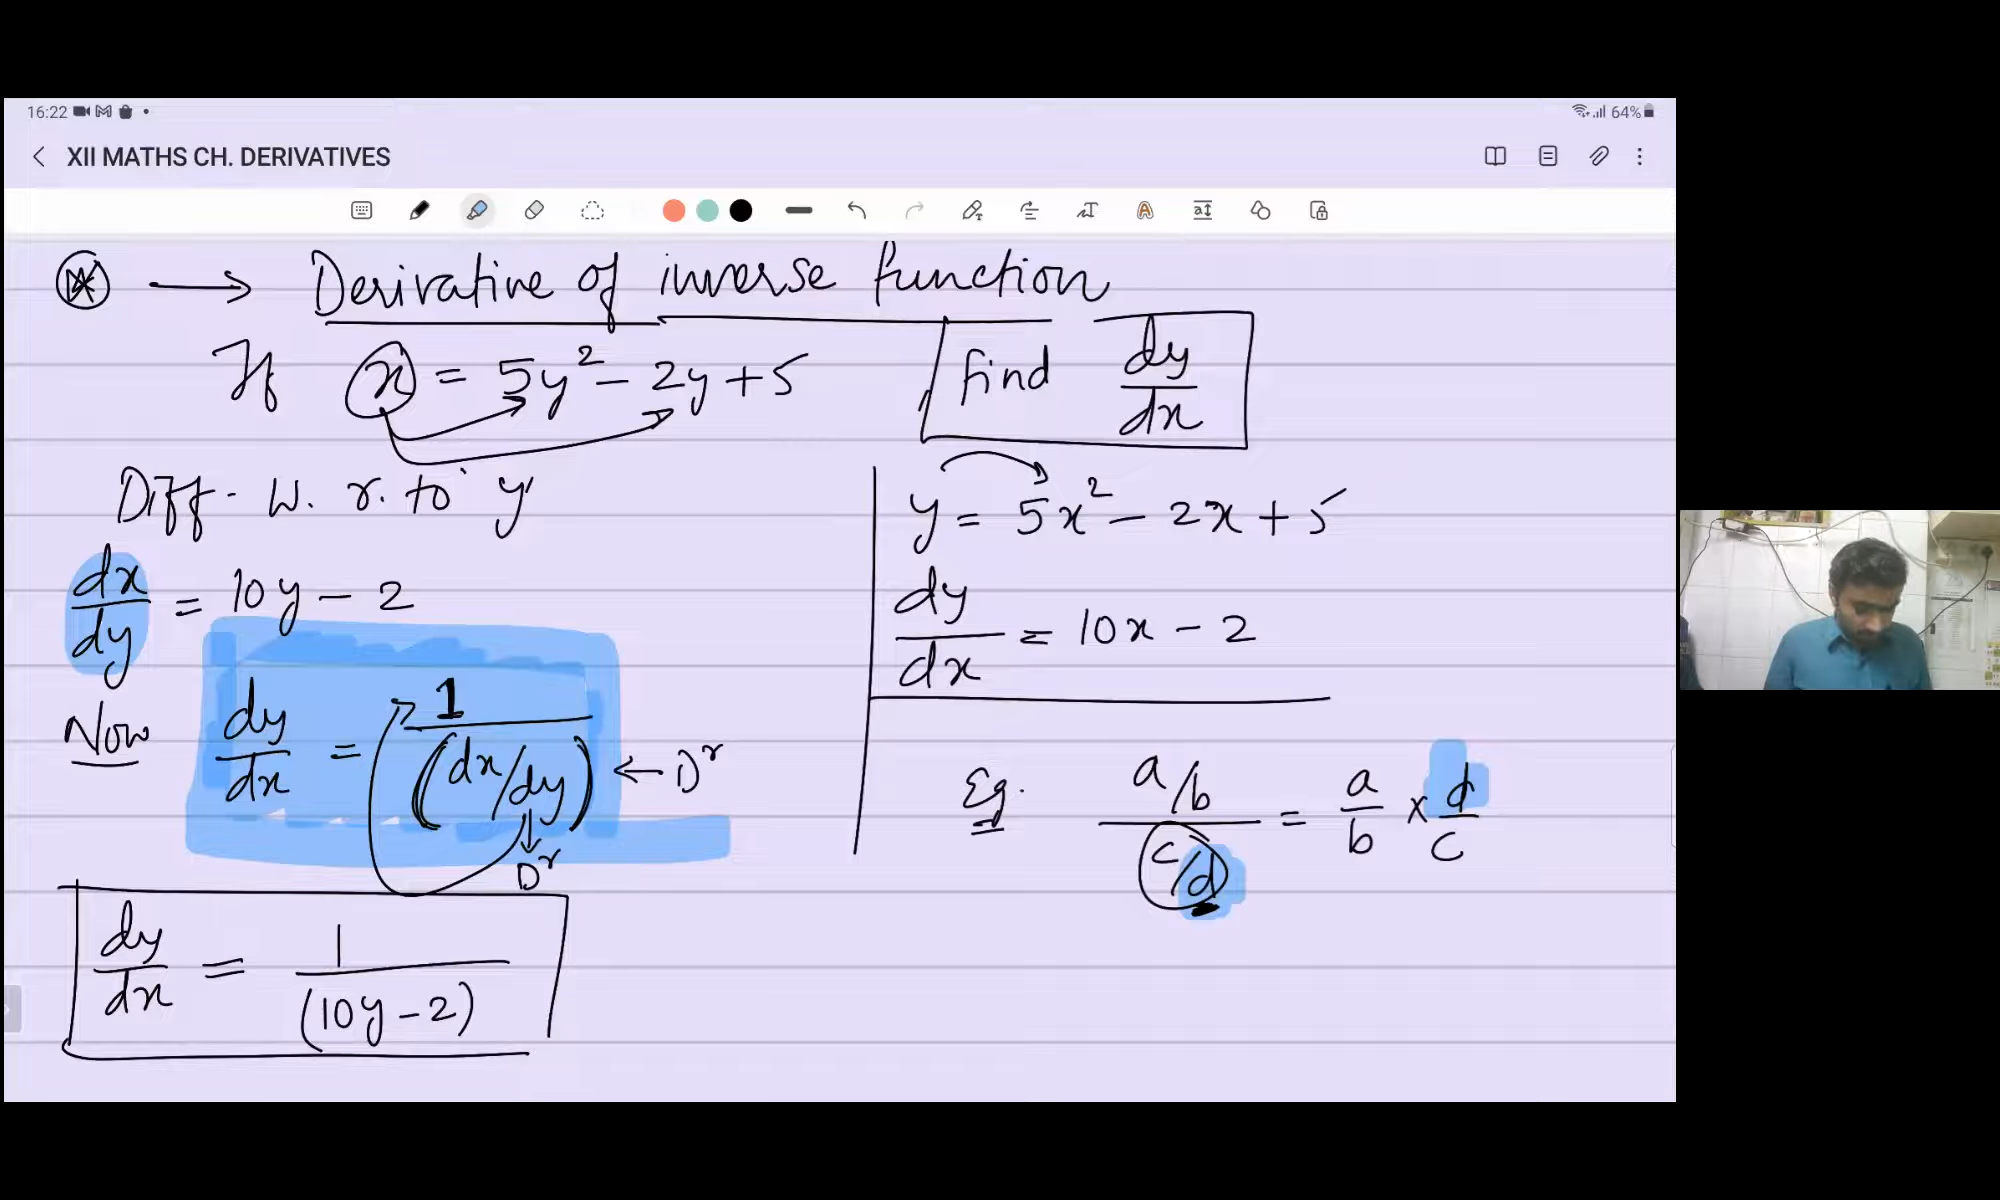 16:22
64%
XII MATHS CH. DERIVATIVES
→ Derivative of inverse function
If x = 5y² - 2y + 5 find dy/dx
Diff. w. r. to y
dx/dy = 10y - 2
Now dy/dx = 1/(dx/dy) ← Dʳ
↓
Dʳ
dy/dx = 1/(10y - 2)
y = 5x² - 2x + 5
dy/dx = 10x - 2
Eg. (a/b)/(c/d) = a/b × d/c